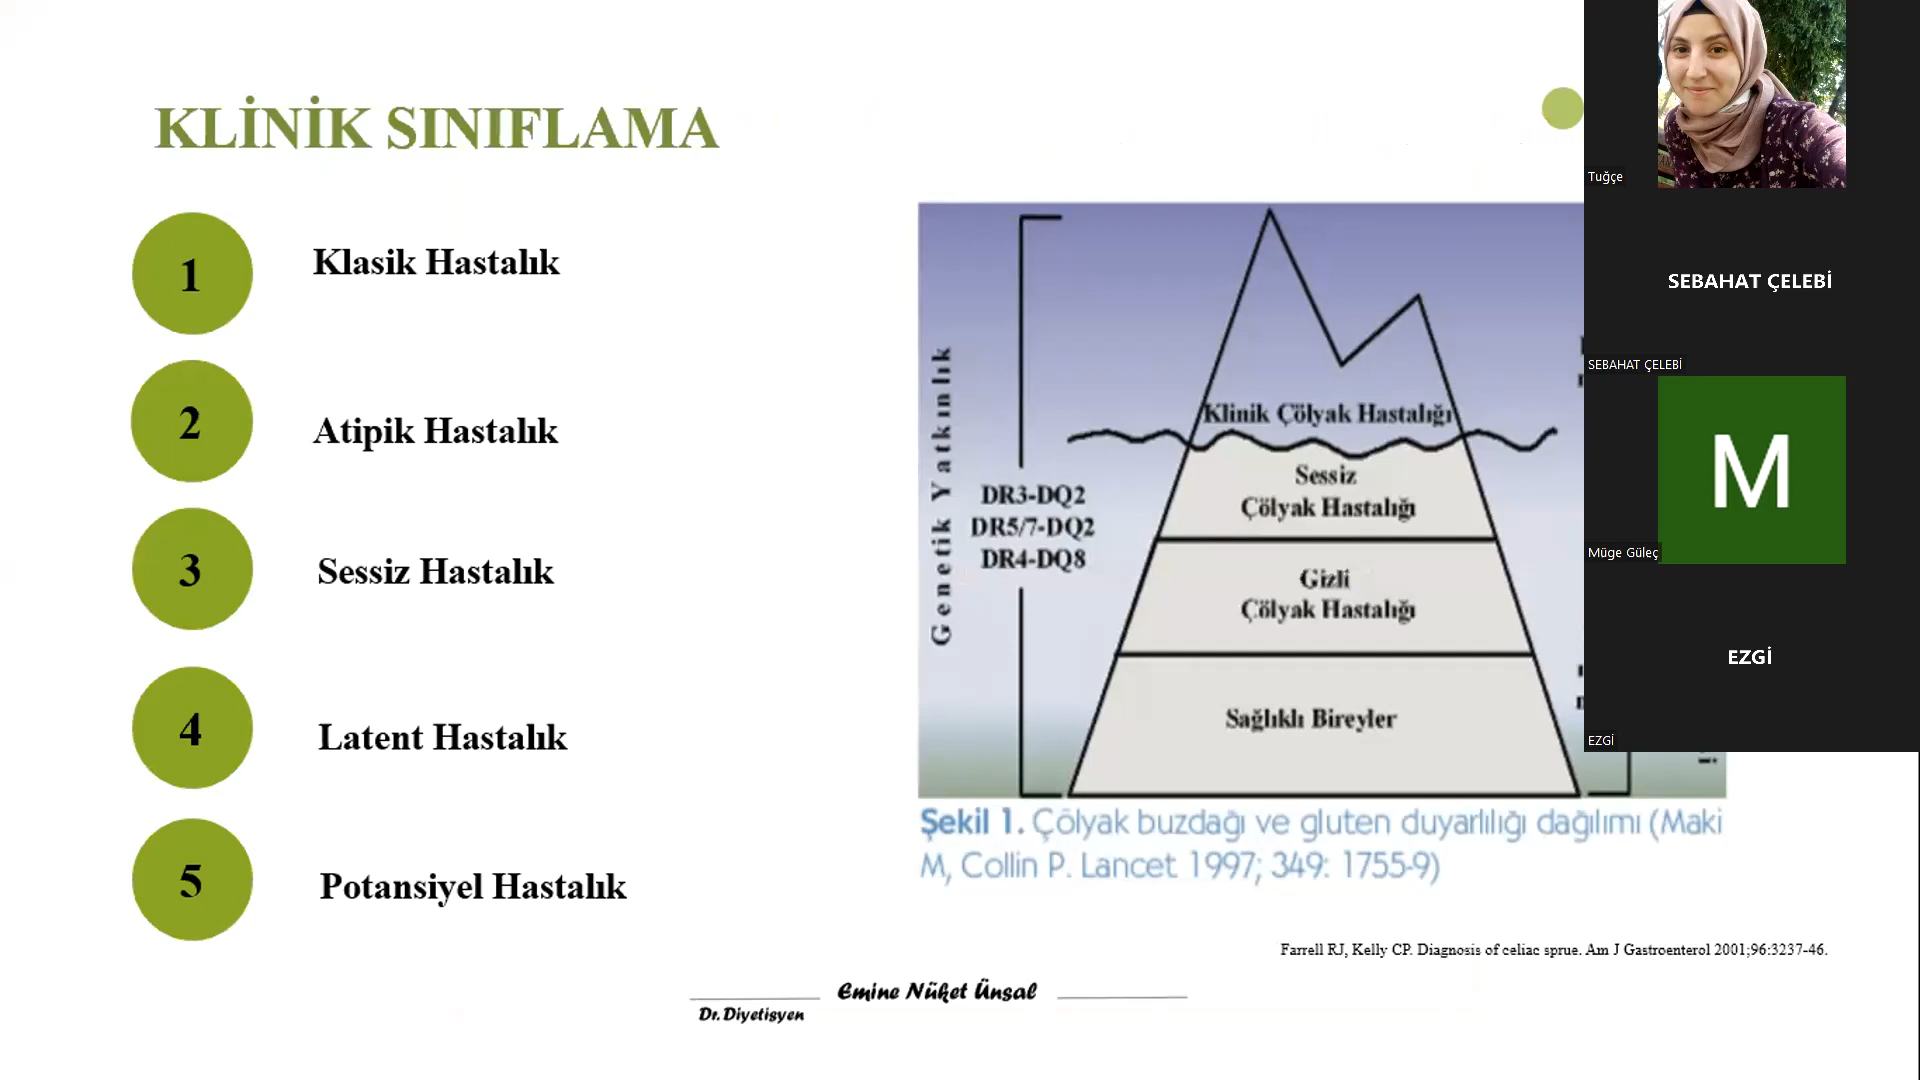 KLİNİK SINIFLAMA
1
Klasik Hastalık
2
Atipik Hastalık
3
Sessiz Hastalık
4
Latent Hastalık
5
Potansiyel Hastalık
Genetik Yatkınlık
DR3-DQ2
DR5/7-DQ2
DR4-DQ8
Klinik Çölyak Hastalığı
Sessiz
Çölyak Hastalığı
Gizli
Çölyak Hastalığı
Sağlıklı Bireyler
Şekil 1. Çölyak buzdağı ve gluten duyarlılığı dağılımı (Maki
M, Collin P. Lancet 1997; 349: 1755-9)
Farrell RJ, Kelly CP. Diagnosis of celiac sprue. Am J Gastroenterol 2001;96:3237-46.
Emine Nüket Ünsal
Dr. Diyetisyen
Tuğçe
SEBAHAT ÇELEBİ
SEBAHAT ÇELEBİ
M
Müge Güleç
EZGİ
EZGİ